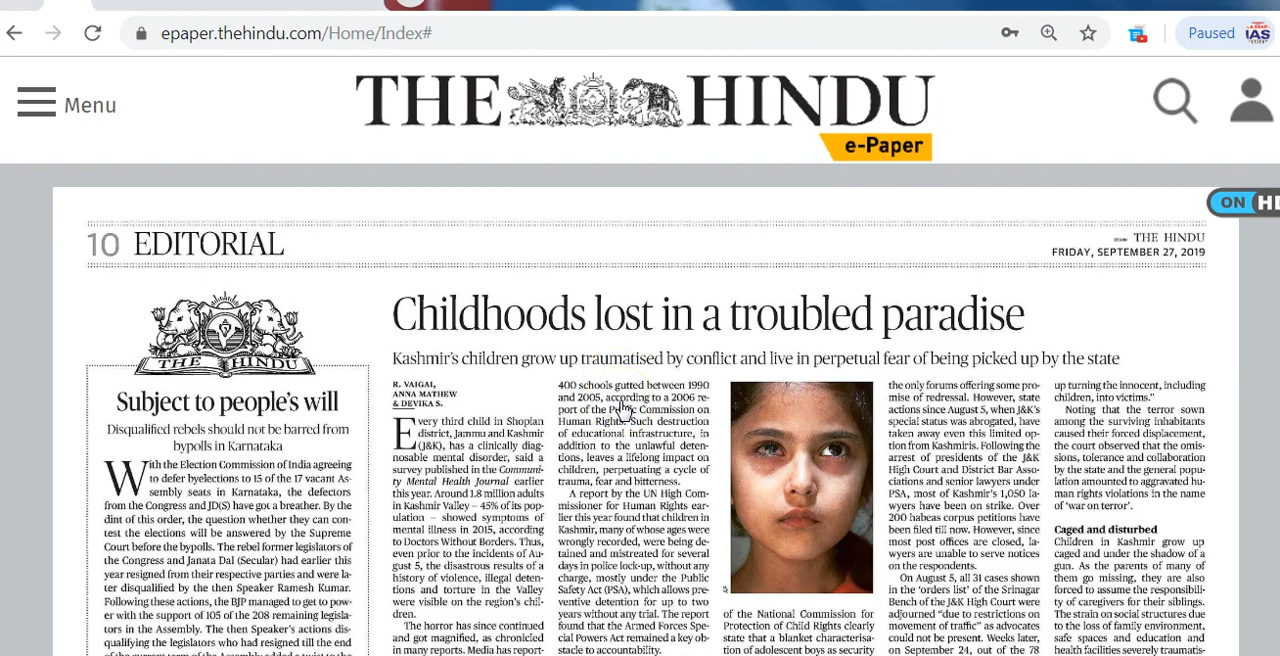 epaper.thehindu.com/Home/Index#
Paused
IAS
Menu
THE HINDU
e-Paper
ON HD
10 EDITORIAL
THE HINDU
FRIDAY, SEPTEMBER 27, 2019
THE HINDU
Subject to people's will
Disqualified rebels should not be barred from
bypolls in Karnataka
With the Election Commission of India agreeing
to defer byelections to 15 of the 17 vacant As-
sembly seats in Karnataka, the defectors
from the Congress and JD(S) have got a breather. By the
dint of this order, the question whether they can con-
test the elections will be answered by the Supreme
Court before the bypolls. The rebel former legislators of
the Congress and Janata Dal (Secular) had earlier this
year resigned from their respective parties and were la-
ter disqualified by the then Speaker Ramesh Kumar.
Following these actions, the BJP managed to get to pow-
er with the support of 105 of the 208 remaining legisla-
tors in the Assembly. The then Speaker's actions dis-
qualifying the legislators who had resigned till the end
of the current term of the Assembly added a twist to the
Childhoods lost in a troubled paradise
Kashmir's children grow up traumatised by conflict and live in perpetual fear of being picked up by the state
R. VAIGAI,
ANNA MATHEW
& DEVIKA S.
Every third child in Shopian
district, Jammu and Kashmir
(J&K), has a clinically diag-
nosable mental disorder, said a
survey published in the Communi-
ty Mental Health Journal earlier
this year. Around 1.8 million adults
in Kashmir Valley – 45% of its pop-
ulation – showed symptoms of
mental illness in 2015, according
to Doctors Without Borders. Thus,
even prior to the incidents of Au-
gust 5, the disastrous results of a
history of violence, illegal deten-
tions and torture in the Valley
were visible on the region's chil-
dren.
The horror has since continued
and got magnified, as chronicled
in many reports. Media has report-
400 schools gutted between 1990
and 2005, according to a 2006 re-
port of the Commission on
Human Rights. Such destruction
of educational infrastructure, in
addition to the unlawful deten-
tions, leaves a lifelong impact on
children, perpetuating a cycle of
trauma, fear and bitterness.
A report by the UN High Com-
missioner for Human Rights ear-
lier this year found that children in
Kashmir, many of whose ages were
wrongly recorded, were being de-
tained and mistreated for several
days in police lock-up, without any
charge, mostly under the Public
Safety Act (PSA), which allows pre-
ventive detention for up to two
years without any trial. The report
found that the Armed Forces Spe-
cial Powers Act remained a key ob-
stacle to accountability.
of the National Commission for
Protection of Child Rights clearly
state that a blanket characterisa-
tion of adolescent boys as security
the only forums offering some pro-
mise of redressal. However, state
actions since August 5, when J&K's
special status was abrogated, have
taken away even this limited op-
tion from Kashmiris. Following the
arrest of presidents of the J&K
High Court and District Bar Asso-
ciations and senior lawyers under
PSA, most of Kashmir's 1,050 la-
wyers have been on strike. Over
200 habeas corpus petitions have
been filed till now. However, since
most post offices are closed, la-
wyers are unable to serve notices
on the respondents.
On August 5, all 31 cases shown
in the 'orders list' of the Srinagar
Bench of the J&K High Court were
adjourned "due to restrictions on
movement of traffic" as advocates
could not be present. Weeks later,
on September 24, out of the 78
up turning the innocent, including
children, into victims."
Noting that the terror sown
among the surviving inhabitants
caused their forced displacement,
the court observed that the omis-
sions, tolerance and collaboration
by the state and the general popu-
lation amounted to aggravated hu-
man rights violations in the name
of 'war on terror'.
Caged and disturbed
Children in Kashmir grow up
caged and under the shadow of a
gun. As the parents of many of
them go missing, they are also
forced to assume the responsibili-
ty of caregivers for their siblings.
The strain on social structures due
to the loss of family environment,
safe spaces and education and
health facilities severely traumatis-